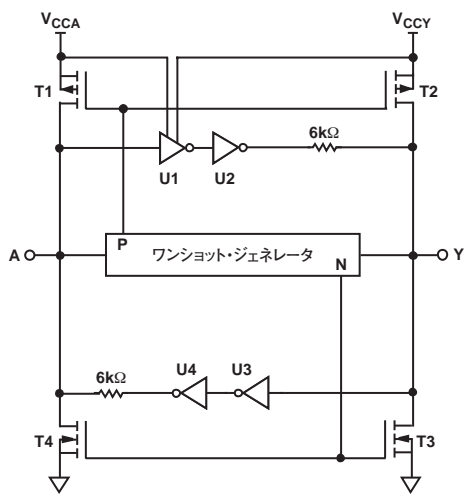 VCCA VCCY
T1 T2
6kΩ
U1 U2
P
A ワンショット・ジェネレータ Y
N
6kΩ U4 U3
T4 T3